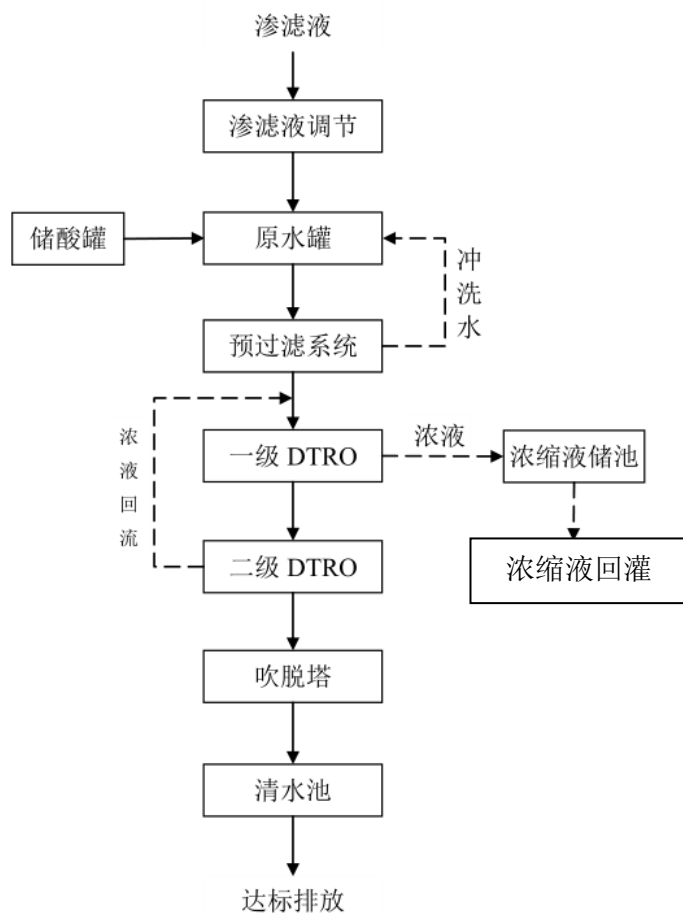 渗滤液
渗滤液调节
储酸罐
原水罐
冲洗水
预过滤系统
浓液回流
一级 DTRO
浓液
浓缩液储池
二级 DTRO
浓缩液回灌
吹脱塔
清水池
达标排放